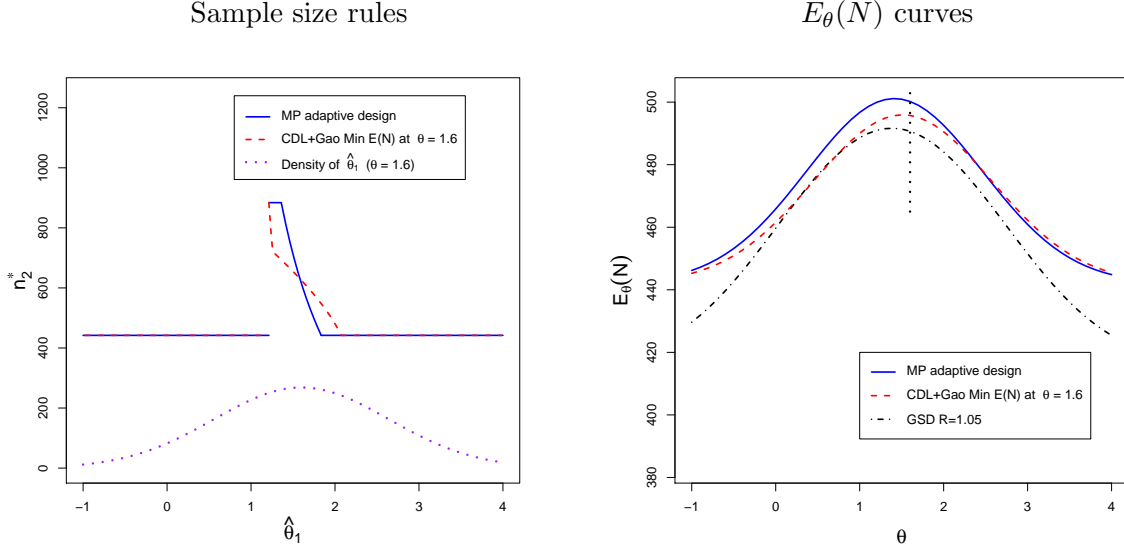 Sample size rules
E_θ(N) curves
MP adaptive design
CDL+Gao Min E(N) at θ = 1.6
Density of θ̂₁ (θ = 1.6)
n₂*
0
200
400
600
800
1000
1200
−1
0
1
2
3
4
θ̂₁
E_θ(N)
380
400
420
440
460
480
500
MP adaptive design
CDL+Gao Min E(N) at θ = 1.6
GSD R=1.05
−1
0
1
2
3
4
θ